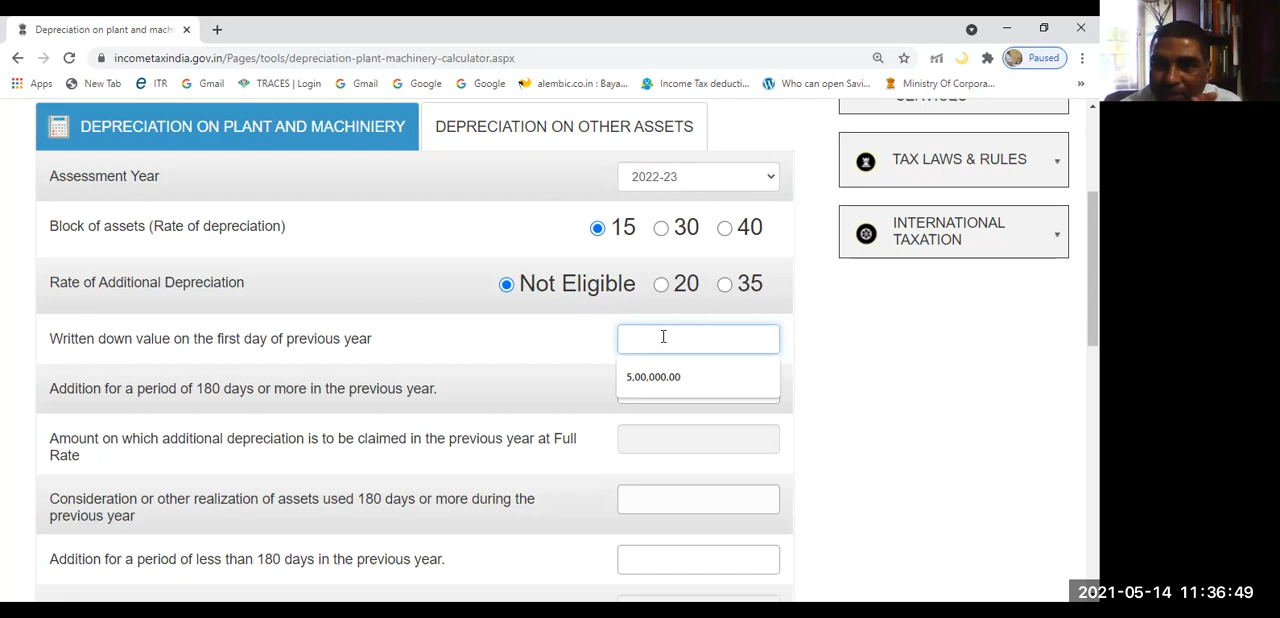 Depreciation on plant and mach
incometaxindia.gov.in/Pages/tools/depreciation-plant-machinery-calculator.aspx
Paused
Apps
New Tab
ITR
Gmail
TRACES | Login
Gmail
Google
Google
alembic.co.in : Baya...
Income Tax deducti...
Who can open Savi...
Ministry Of Corpora...
»
DEPRECIATION ON PLANT AND MACHINIERY
DEPRECIATION ON OTHER ASSETS
Assessment Year
2022-23
Block of assets (Rate of depreciation)
15 30 40
Rate of Additional Depreciation
Not Eligible 20 35
Written down value on the first day of previous year
5,00,000.00
Addition for a period of 180 days or more in the previous year.
Amount on which additional depreciation is to be claimed in the previous year at Full
Rate
Consideration or other realization of assets used 180 days or more during the
previous year
Addition for a period of less than 180 days in the previous year.
SERVICES
TAX LAWS & RULES
INTERNATIONAL
TAXATION
2021-05-14 11:36:49